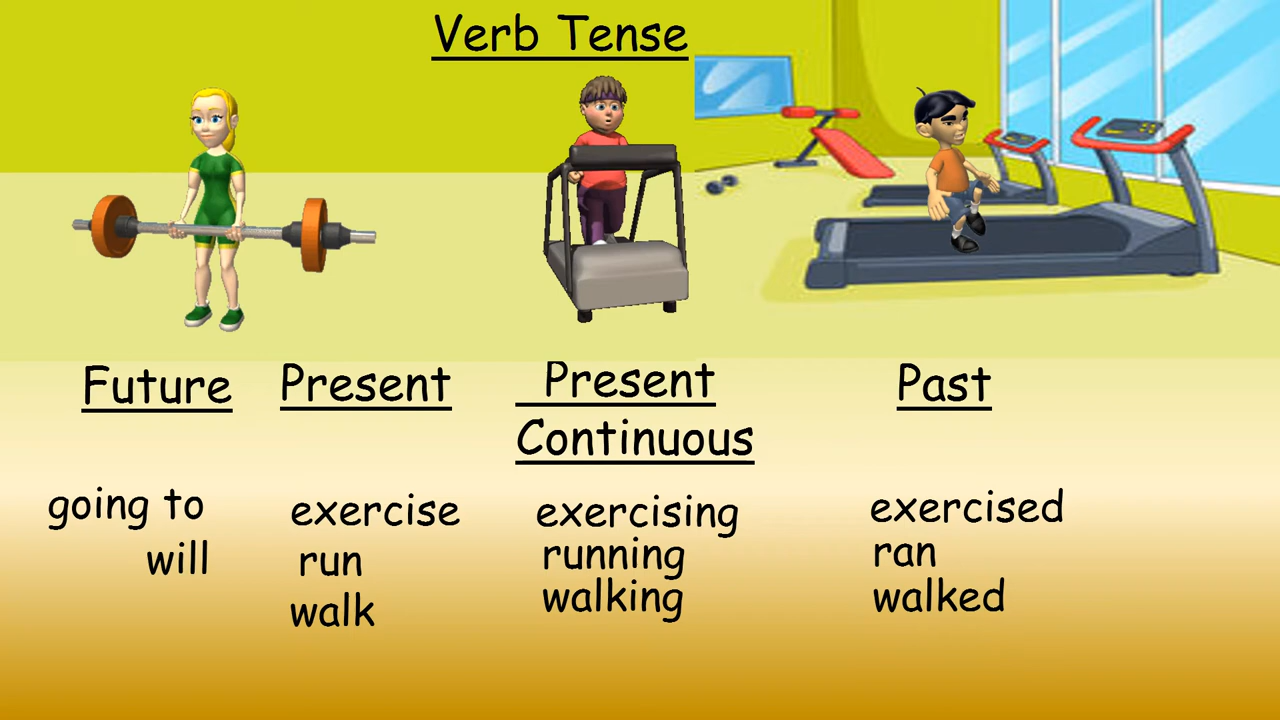 Verb Tense
Future
Present
Present
Continuous
Past
going to
will
exercise
run
walk
exercising
running
walking
exercised
ran
walked